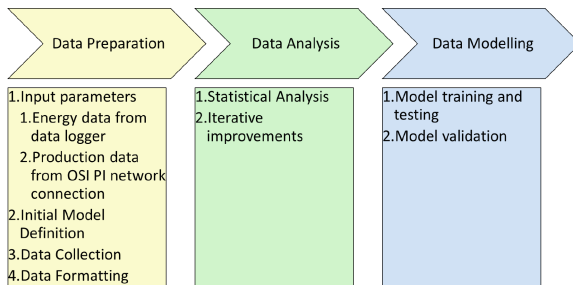 Data Preparation
Data Analysis
Data Modelling
1.Input parameters
1.Energy data from
data logger
2.Production data
from OSI PI network
connection
2.Initial Model
Definition
3.Data Collection
4.Data Formatting
1.Statistical Analysis
2.Iterative
improvements
1.Model training and
testing
2.Model validation